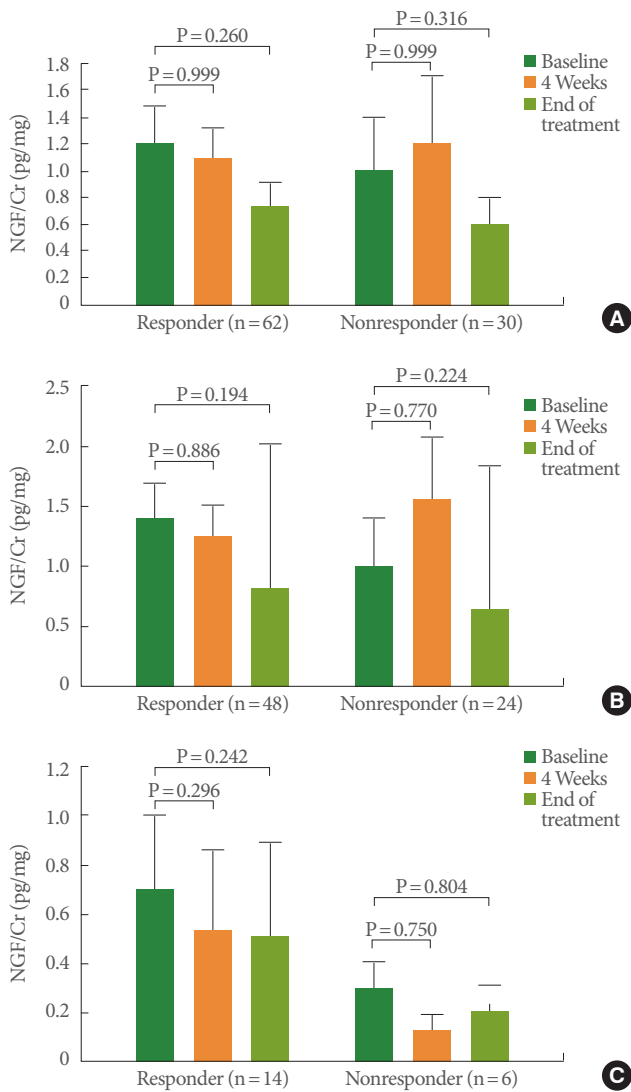 P = 0.260
P = 0.999
P = 0.316
P = 0.999
Baseline
4 Weeks
End of
treatment
NGF/Cr (pg/mg)
1.8
1.6
1.4
1.2
1.0
0.8
0.6
0.4
0.2
0
Responder (n = 62)
Nonresponder (n = 30)
A
P = 0.194
P = 0.886
P = 0.224
P = 0.770
Baseline
4 Weeks
End of
treatment
NGF/Cr (pg/mg)
2.5
2.0
1.5
1.0
0.5
0
Responder (n = 48)
Nonresponder (n = 24)
B
P = 0.242
P = 0.296
P = 0.804
P = 0.750
Baseline
4 Weeks
End of
treatment
NGF/Cr (pg/mg)
1.2
1.0
0.8
0.6
0.4
0.2
0
Responder (n = 14)
Nonresponder (n = 6)
C